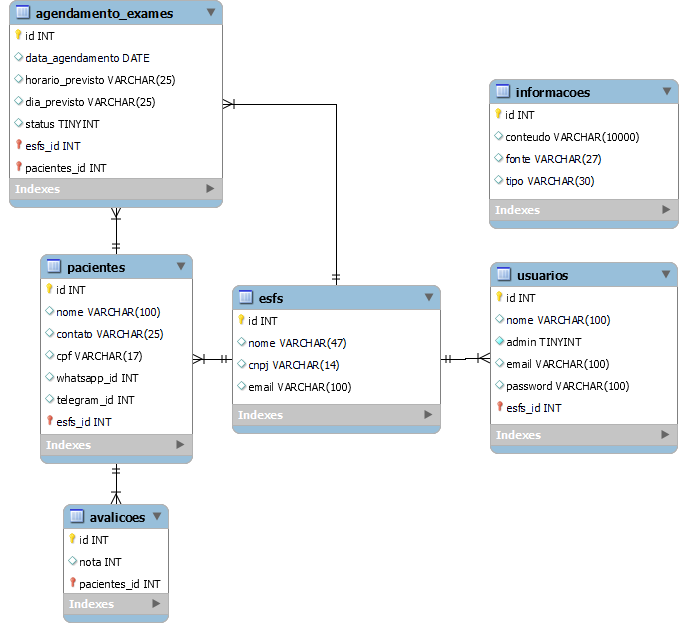 agendamento_exames
id INT
data_agendamento DATE
horario_previsto VARCHAR(25)
dia_previsto VARCHAR(25)
status TINYINT
esfs_id INT
pacientes_id INT
Indexes
informacoes
id INT
conteudo VARCHAR(10000)
fonte VARCHAR(27)
tipo VARCHAR(30)
Indexes
pacientes
id INT
nome VARCHAR(100)
contato VARCHAR(25)
cpf VARCHAR(17)
whatsapp_id INT
telegram_id INT
esfs_id INT
Indexes
esfs
id INT
nome VARCHAR(47)
cnpj VARCHAR(14)
email VARCHAR(100)
Indexes
usuarios
id INT
nome VARCHAR(100)
admin TINYINT
email VARCHAR(100)
password VARCHAR(100)
esfs_id INT
Indexes
avalicoes
id INT
nota INT
pacientes_id INT
Indexes